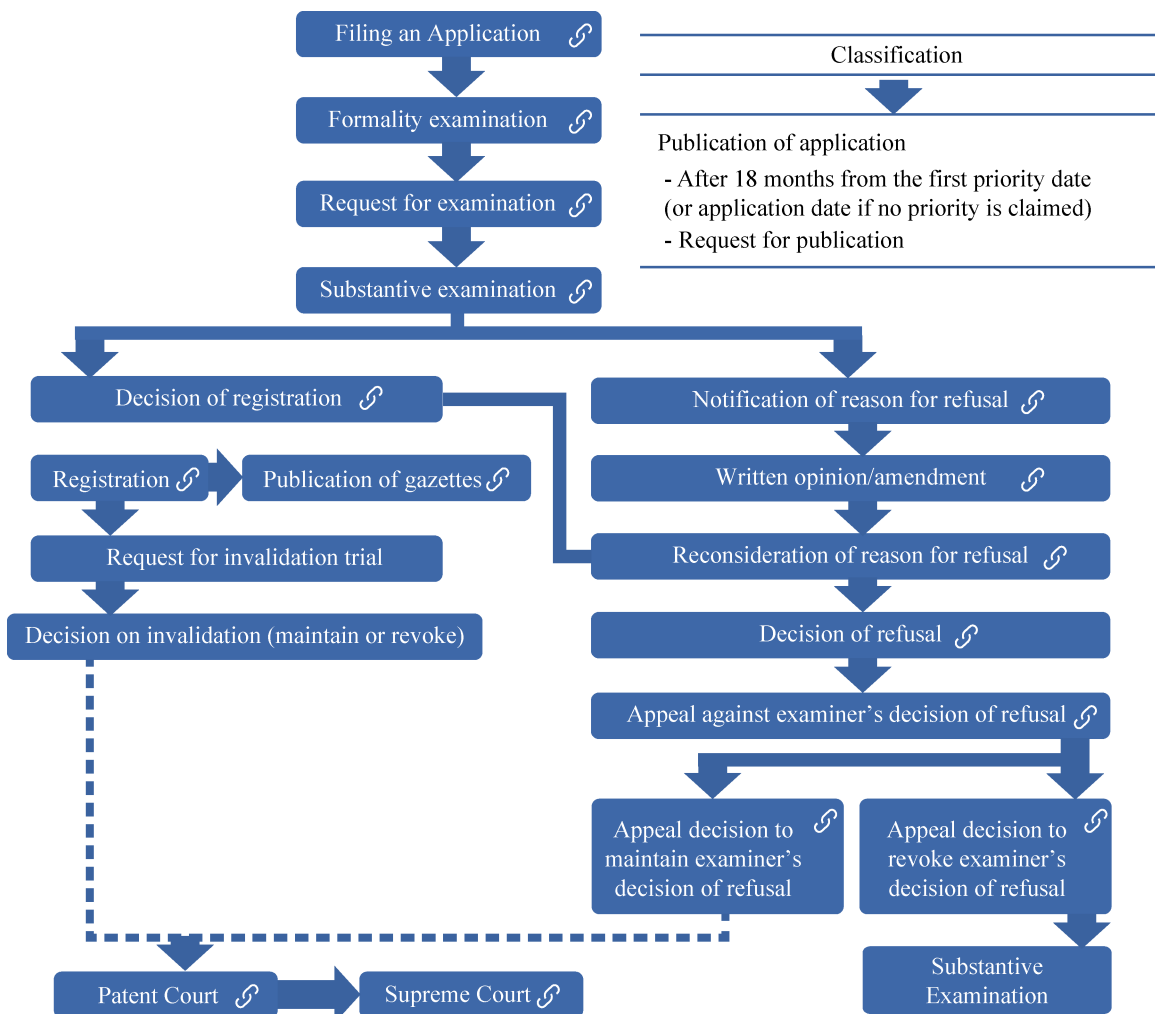 Filing an Application
Formality examination
Request for examination
Substantive examination
Classification
Publication of application
- After 18 months from the first priority date
(or application date if no priority is claimed)
- Request for publication
Decision of registration
Registration
Publication of gazettes
Request for invalidation trial
Decision on invalidation (maintain or revoke)
Notification of reason for refusal
Written opinion/amendment
Reconsideration of reason for refusal
Decision of refusal
Appeal against examiner’s decision of refusal
Appeal decision to
maintain examiner’s
decision of refusal
Appeal decision to
revoke examiner’s
decision of refusal
Substantive
Examination
Patent Court
Supreme Court